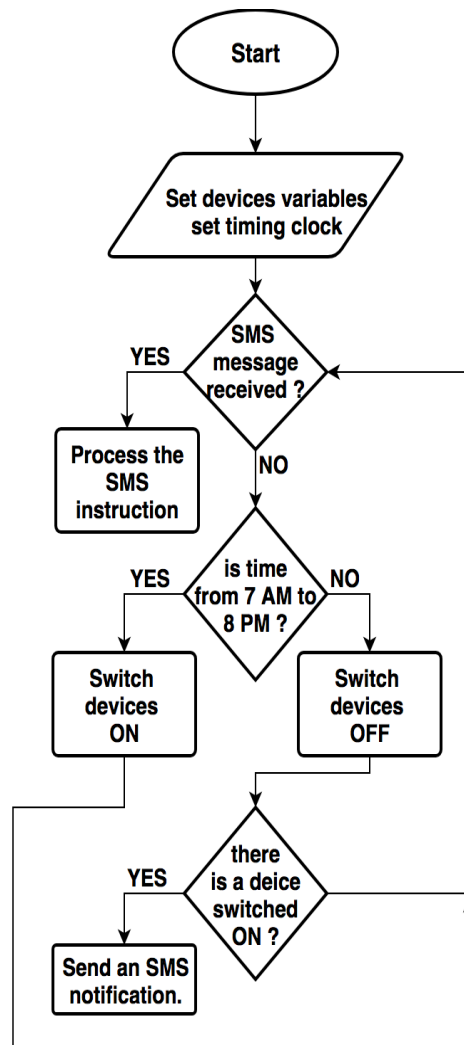 Start
Set devices variables
set timing clock
SMS
message
received ?
YES
Process the
SMS
instruction
NO
is time
from 7 AM to
8 PM ?
YES
NO
Switch
devices
ON
Switch
devices
OFF
there
is a deice
switched
ON ?
YES
Send an SMS
notification.